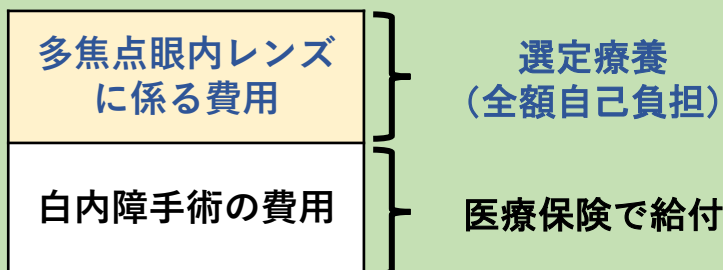 多焦点眼内レンズ
に係る費用
選定療養
（全額自己負担）
白内障手術の費用
医療保険で給付